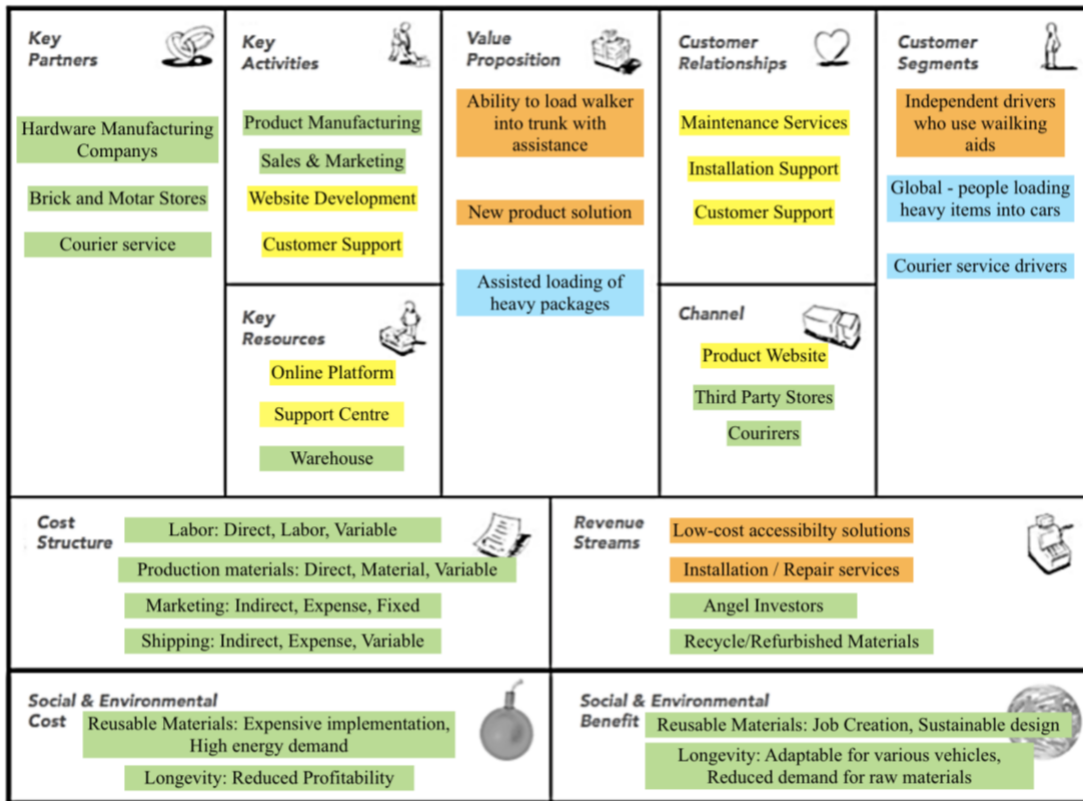 Key
Partners
Hardware Manufacturing
Companys
Brick and Motar Stores
Courier service
Key
Activities
Product Manufacturing
Sales & Marketing
Website Development
Customer Support
Key
Resources
Online Platform
Support Centre
Warehouse
Value
Proposition
Ability to load walker
into trunk with
assistance
New product solution
Assisted loading of
heavy packages
Customer
Relationships
Maintenance Services
Installation Support
Customer Support
Channel
Product Website
Third Party Stores
Courirers
Customer
Segments
Independent drivers
who use wailking
aids
Global - people loading
heavy items into cars
Courier service drivers
Cost
Structure
Labor: Direct, Labor, Variable
Production materials: Direct, Material, Variable
Marketing: Indirect, Expense, Fixed
Shipping: Indirect, Expense, Variable
Revenue
Streams
Low-cost accessibilty solutions
Installation / Repair services
Angel Investors
Recycle/Refurbished Materials
Social & Environmental
Cost
Reusable Materials: Expensive implementation,
High energy demand
Longevity: Reduced Profitability
Social & Environmental
Benefit
Reusable Materials: Job Creation, Sustainable design
Longevity: Adaptable for various vehicles,
Reduced demand for raw materials